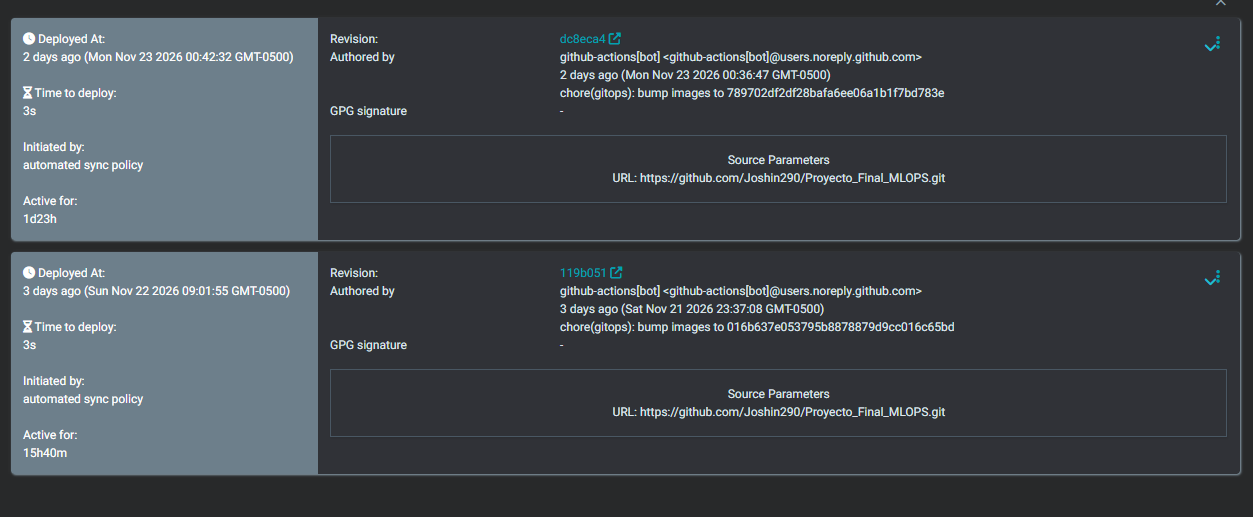 Deployed At:
2 days ago (Mon Nov 23 2026 00:42:32 GMT-0500)
Time to deploy:
3s
Initiated by:
automated sync policy
Active for:
1d23h
Revision:
dc8eca4
Authored by
github-actions[bot] <github-actions[bot]@users.noreply.github.com>
2 days ago (Mon Nov 23 2026 00:36:47 GMT-0500)
chore(gitops): bump images to 789702df2df28bafa6ee06a1b1f7bd783e
GPG signature
-
Source Parameters
URL: https://github.com/Joshin290/Proyecto_Final_MLOPS.git
Deployed At:
3 days ago (Sun Nov 22 2026 09:01:55 GMT-0500)
Time to deploy:
3s
Initiated by:
automated sync policy
Active for:
15h40m
Revision:
119b051
Authored by
github-actions[bot] <github-actions[bot]@users.noreply.github.com>
3 days ago (Sat Nov 21 2026 23:37:08 GMT-0500)
chore(gitops): bump images to 016b637e053795b8878879d9cc016c65bd
GPG signature
-
Source Parameters
URL: https://github.com/Joshin290/Proyecto_Final_MLOPS.git